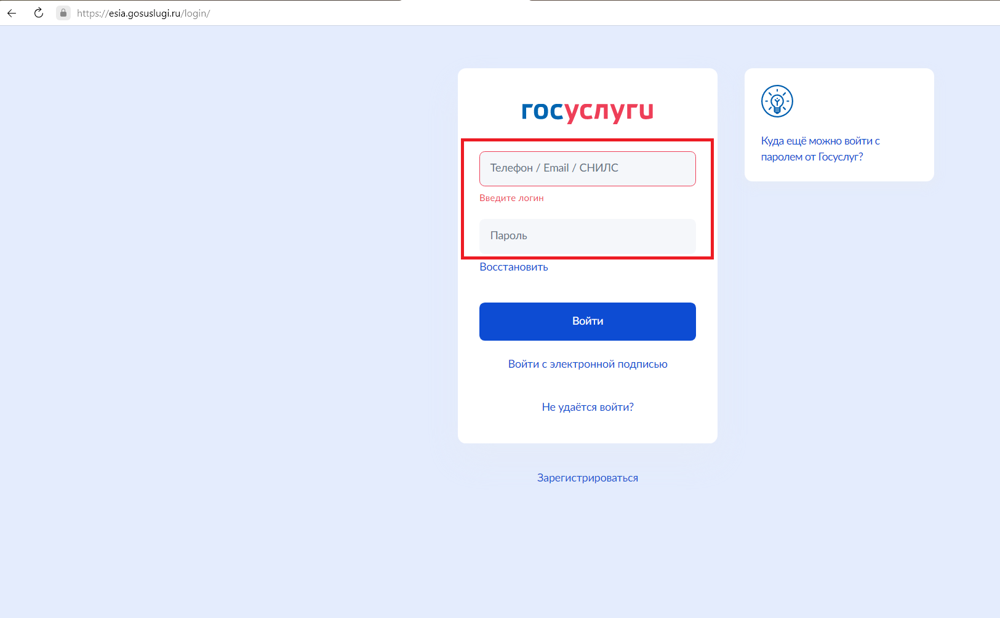 https://esia.gosuslugi.ru/login/
госуслуги
Телефон / Email / СНИЛС
Введите логин
Пароль
Восстановить
Войти
Войти с электронной подписью
Не удаётся войти?
Зарегистрироваться
Куда ещё можно войти с
паролем от Госуслуг?